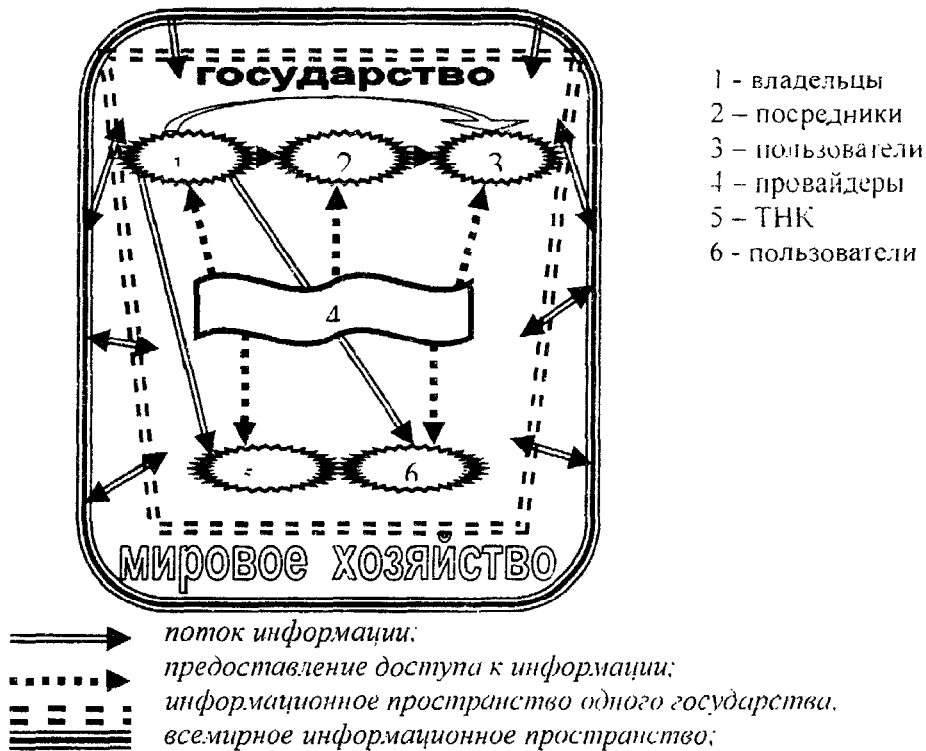 государство
1 - владельцы
2 – посредники
3 – пользователи
4 – провайдеры
5 – ТНК
6 - пользователи
1
2
3
4
5
6
мировое хозяйство
поток информации;
предоставление доступа к информации;
информационное пространство одного государства,
всемирное информационное пространство;